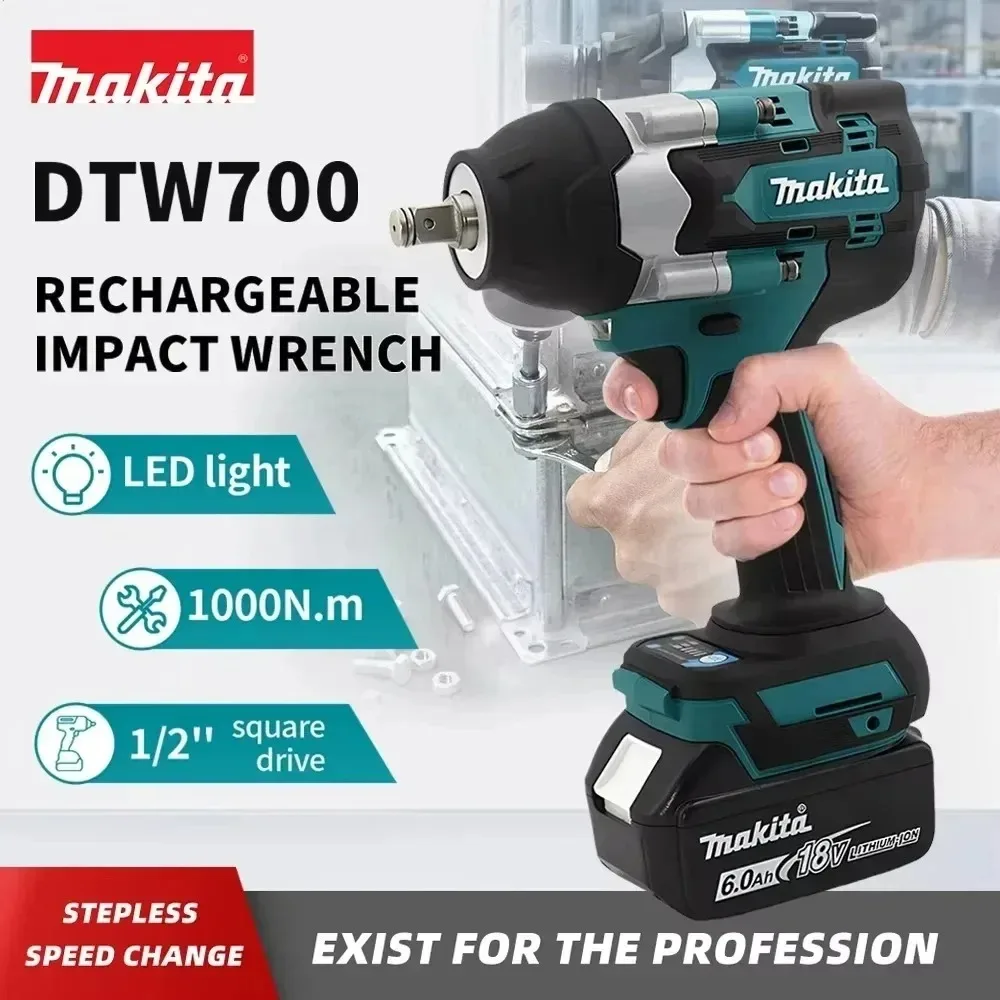 makita®
DTW700
RECHARGEABLE
IMPACT WRENCH
LED light
1000N.m
1/2'' square
drive
makita
makita
makita®
6.0Ah 18V LITHIUM-ION
STEPLESS
SPEED CHANGE
EXIST FOR THE PROFESSION